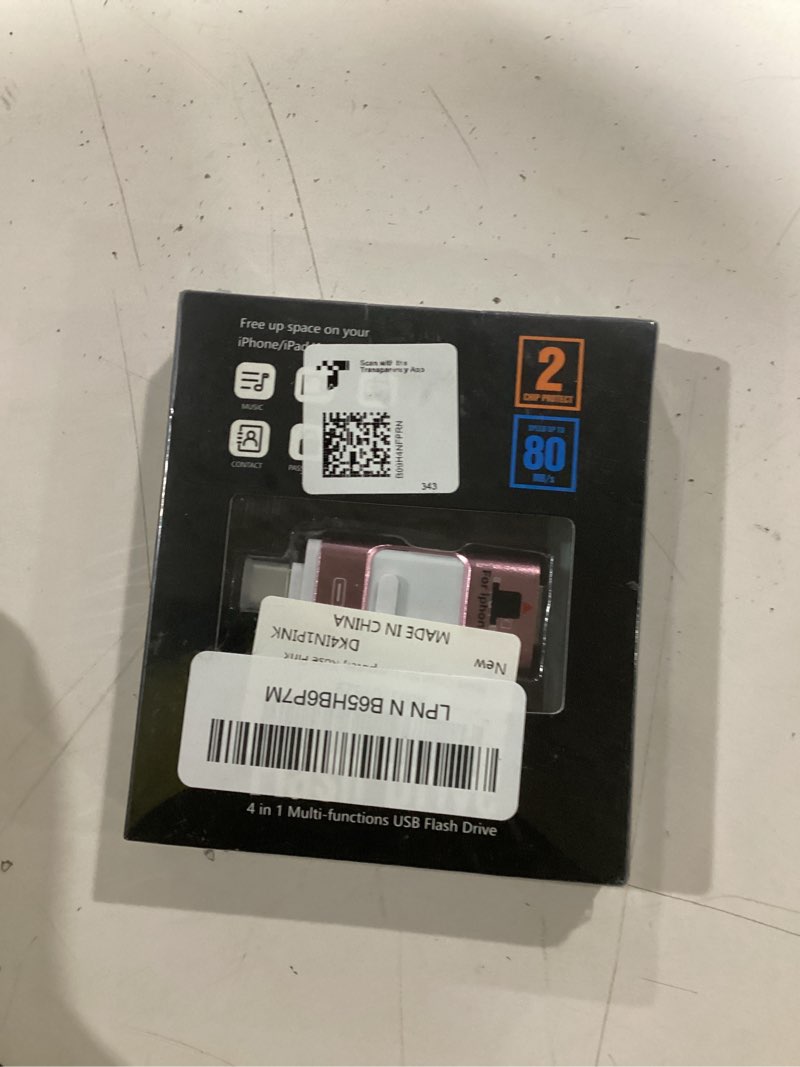 Free up space on your
iPhone/iPad
Scan with the
Transparency App
MUSIC
CONTACT
B09H4NFPRN
343
2
CHIP PROTECT
SPEED UP TO
80
MB/s
For iphon
New
DK4IN1PINK
MADE IN CHINA
LPN N B65HB6P7M
4 in 1 Multi-functions USB Flash Drive